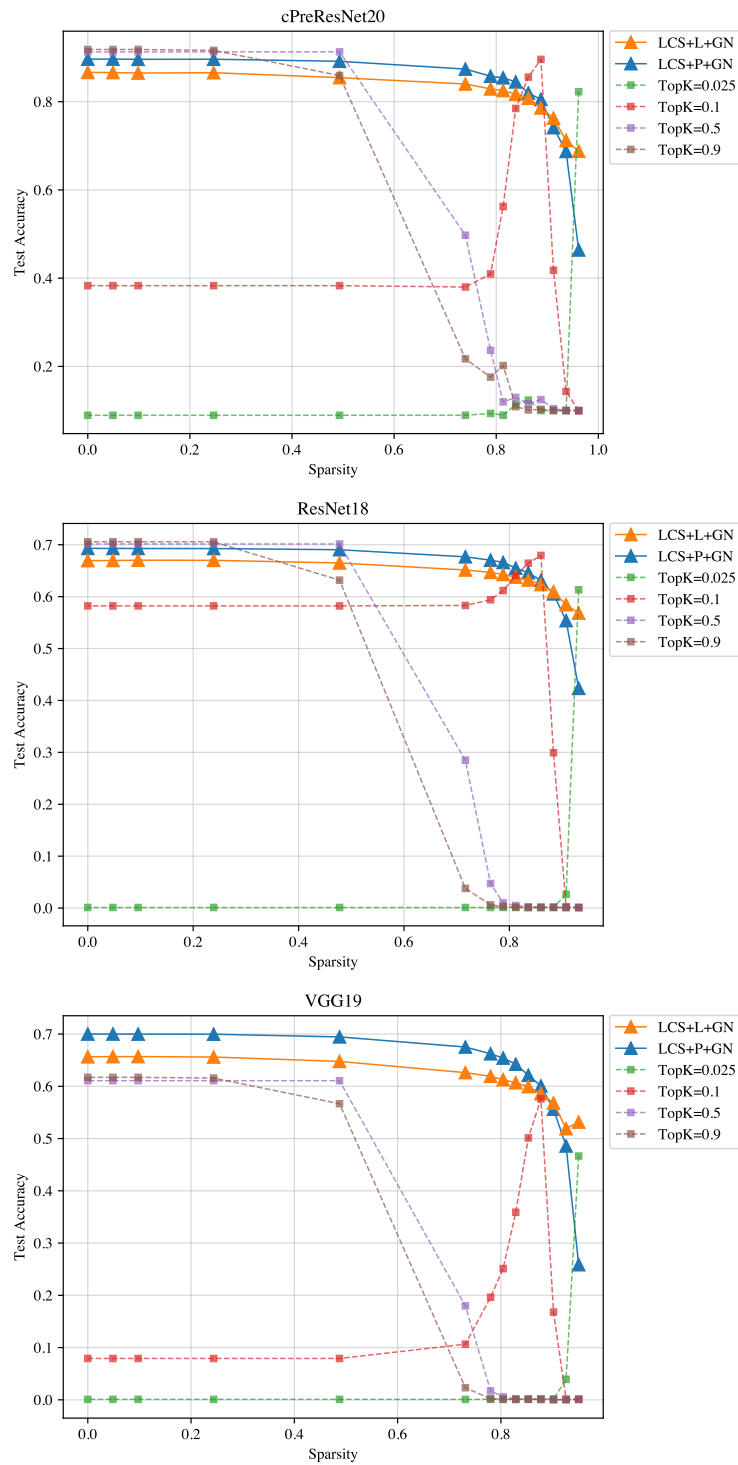 cPreResNet20
LCS+L+GN
LCS+P+GN
TopK=0.025
TopK=0.1
TopK=0.5
TopK=0.9
Test Accuracy
0.8
0.6
0.4
0.2
0.0 0.2 0.4 0.6 0.8 1.0
Sparsity
ResNet18
LCS+L+GN
LCS+P+GN
TopK=0.025
TopK=0.1
TopK=0.5
TopK=0.9
Test Accuracy
0.7
0.6
0.5
0.4
0.3
0.2
0.1
0.0
0.0 0.2 0.4 0.6 0.8
Sparsity
VGG19
LCS+L+GN
LCS+P+GN
TopK=0.025
TopK=0.1
TopK=0.5
TopK=0.9
Test Accuracy
0.7
0.6
0.5
0.4
0.3
0.2
0.1
0.0
0.0 0.2 0.4 0.6 0.8
Sparsity